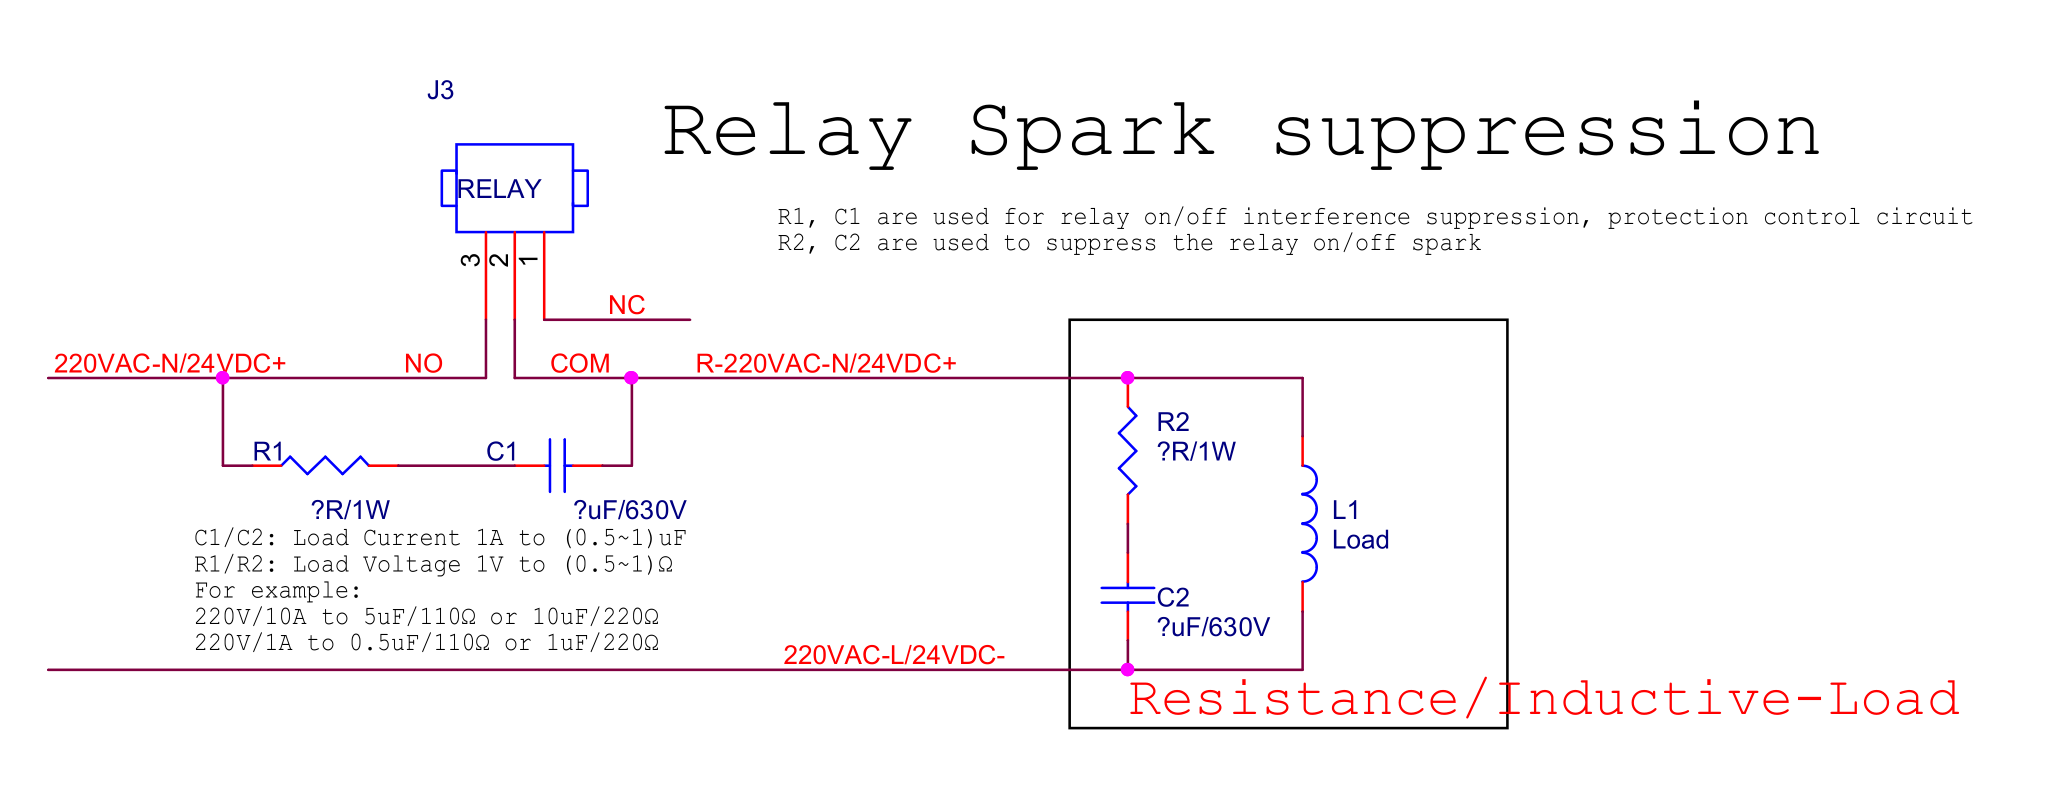 J3
Relay Spark suppression
RELAY
R1, C1 are used for relay on/off interference suppression, protection control circuit
R2, C2 are used to suppress the relay on/off spark
3
2
1
NC
220VAC-N/24VDC+
NO
COM
R-220VAC-N/24VDC+
R1
C1
?R/1W
?uF/630V
R2
?R/1W
L1
Load
C2
?uF/630V
C1/C2: Load Current 1A to (0.5~1)uF
R1/R2: Load Voltage 1V to (0.5~1)Ω
For example:
220V/10A to 5uF/110Ω or 10uF/220Ω
220V/1A to 0.5uF/110Ω or 1uF/220Ω
220VAC-L/24VDC-
Resistance/Inductive-Load